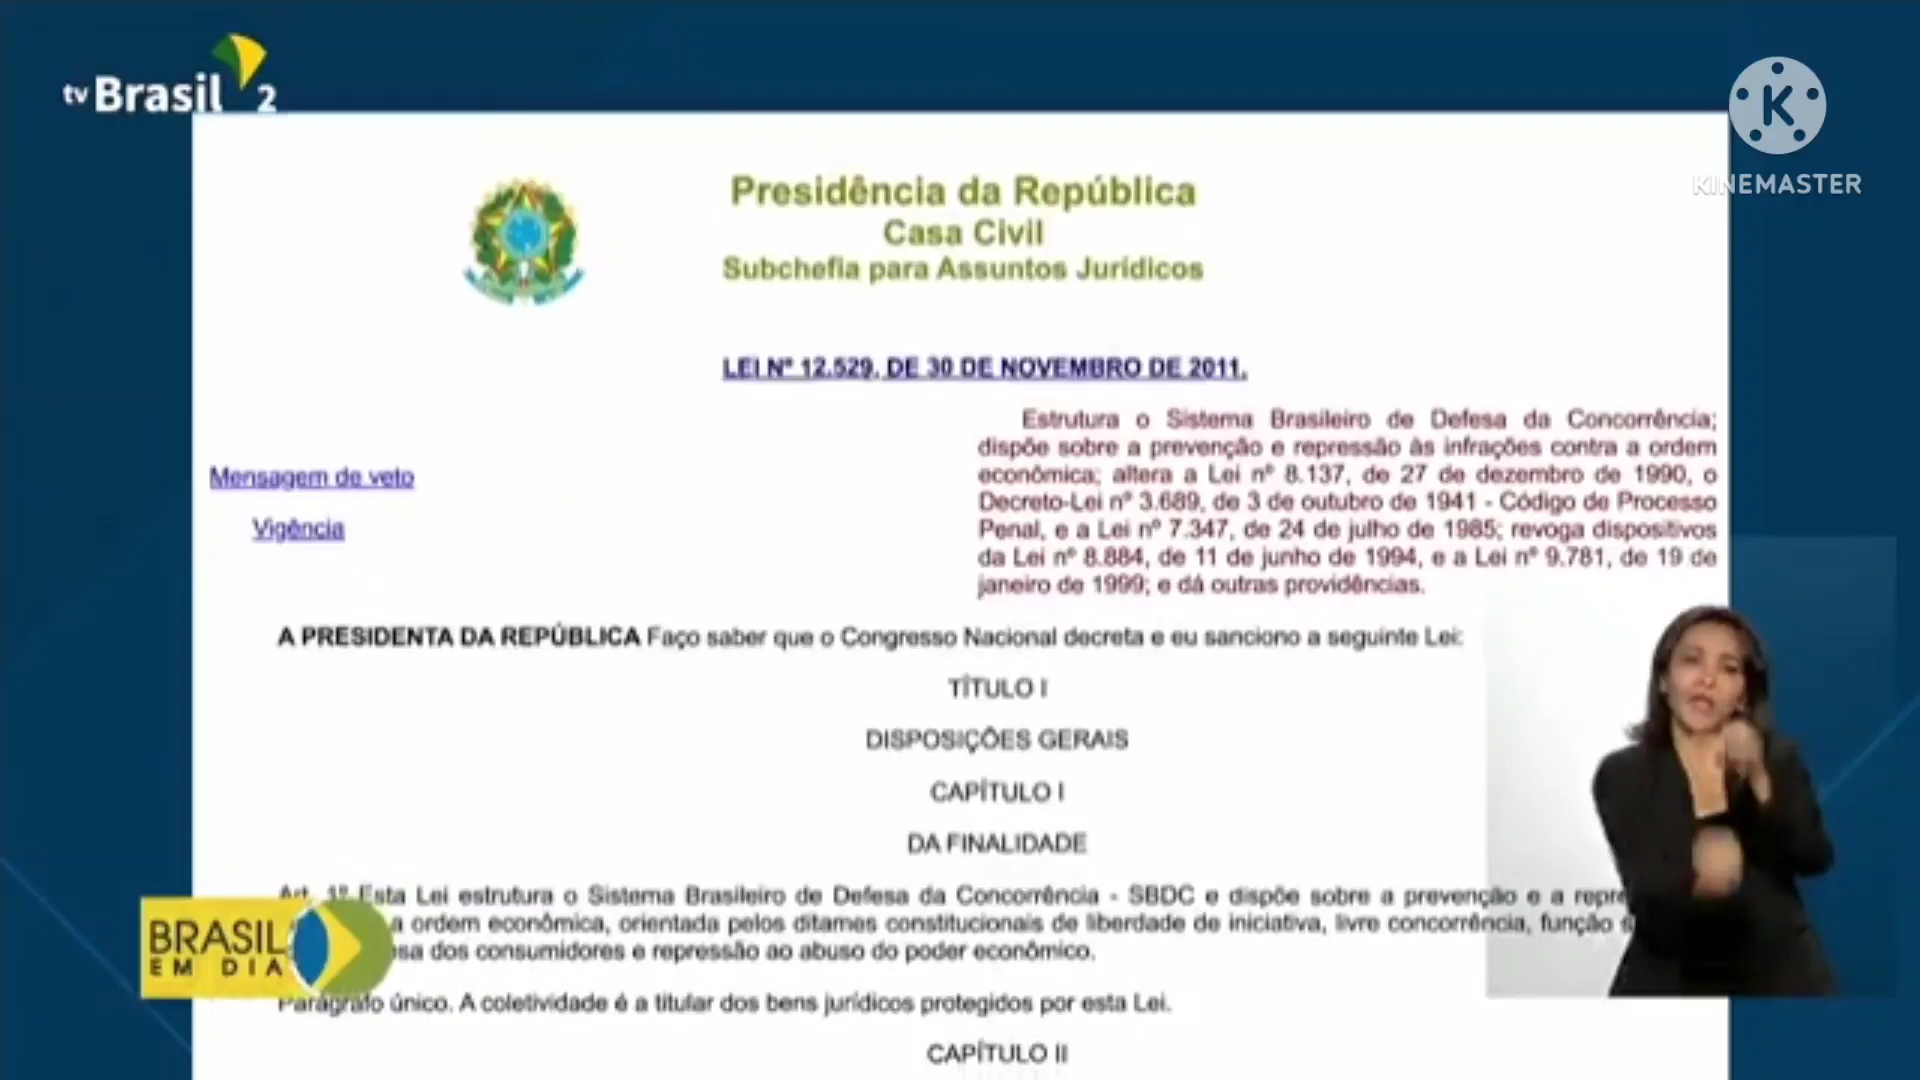 tv Brasil 2
KINEMASTER
Presidência da República
Casa Civil
Subchefia para Assuntos Jurídicos
LEI Nº 12.529, DE 30 DE NOVEMBRO DE 2011.
Estrutura o Sistema Brasileiro de Defesa da Concorrência;
dispõe sobre a prevenção e repressão às infrações contra a ordem
econômica; altera a Lei nº 8.137, de 27 de dezembro de 1990, o
Decreto-Lei nº 3.689, de 3 de outubro de 1941 - Código de Processo
Penal, e a Lei nº 7.347, de 24 de julho de 1985; revoga dispositivos
da Lei nº 8.884, de 11 de junho de 1994, e a Lei nº 9.781, de 19 de
janeiro de 1999; e dá outras providências.
Mensagem de veto
Vigência
A PRESIDENTA DA REPÚBLICA Faço saber que o Congresso Nacional decreta e eu sanciono a seguinte Lei:
TÍTULO I
DISPOSIÇÕES GERAIS
CAPÍTULO I
DA FINALIDADE
Art. 1º Esta Lei estrutura o Sistema Brasileiro de Defesa da Concorrência - SBDC e dispõe sobre a prevenção e a
a ordem econômica, orientada pelos ditames constitucionais de liberdade de iniciativa, livre concorrência, função
dos consumidores e repressão ao abuso do poder econômico.
Parágrafo único. A coletividade é a titular dos bens jurídicos protegidos por esta Lei.
CAPÍTULO II
BRASIL
EM DIA